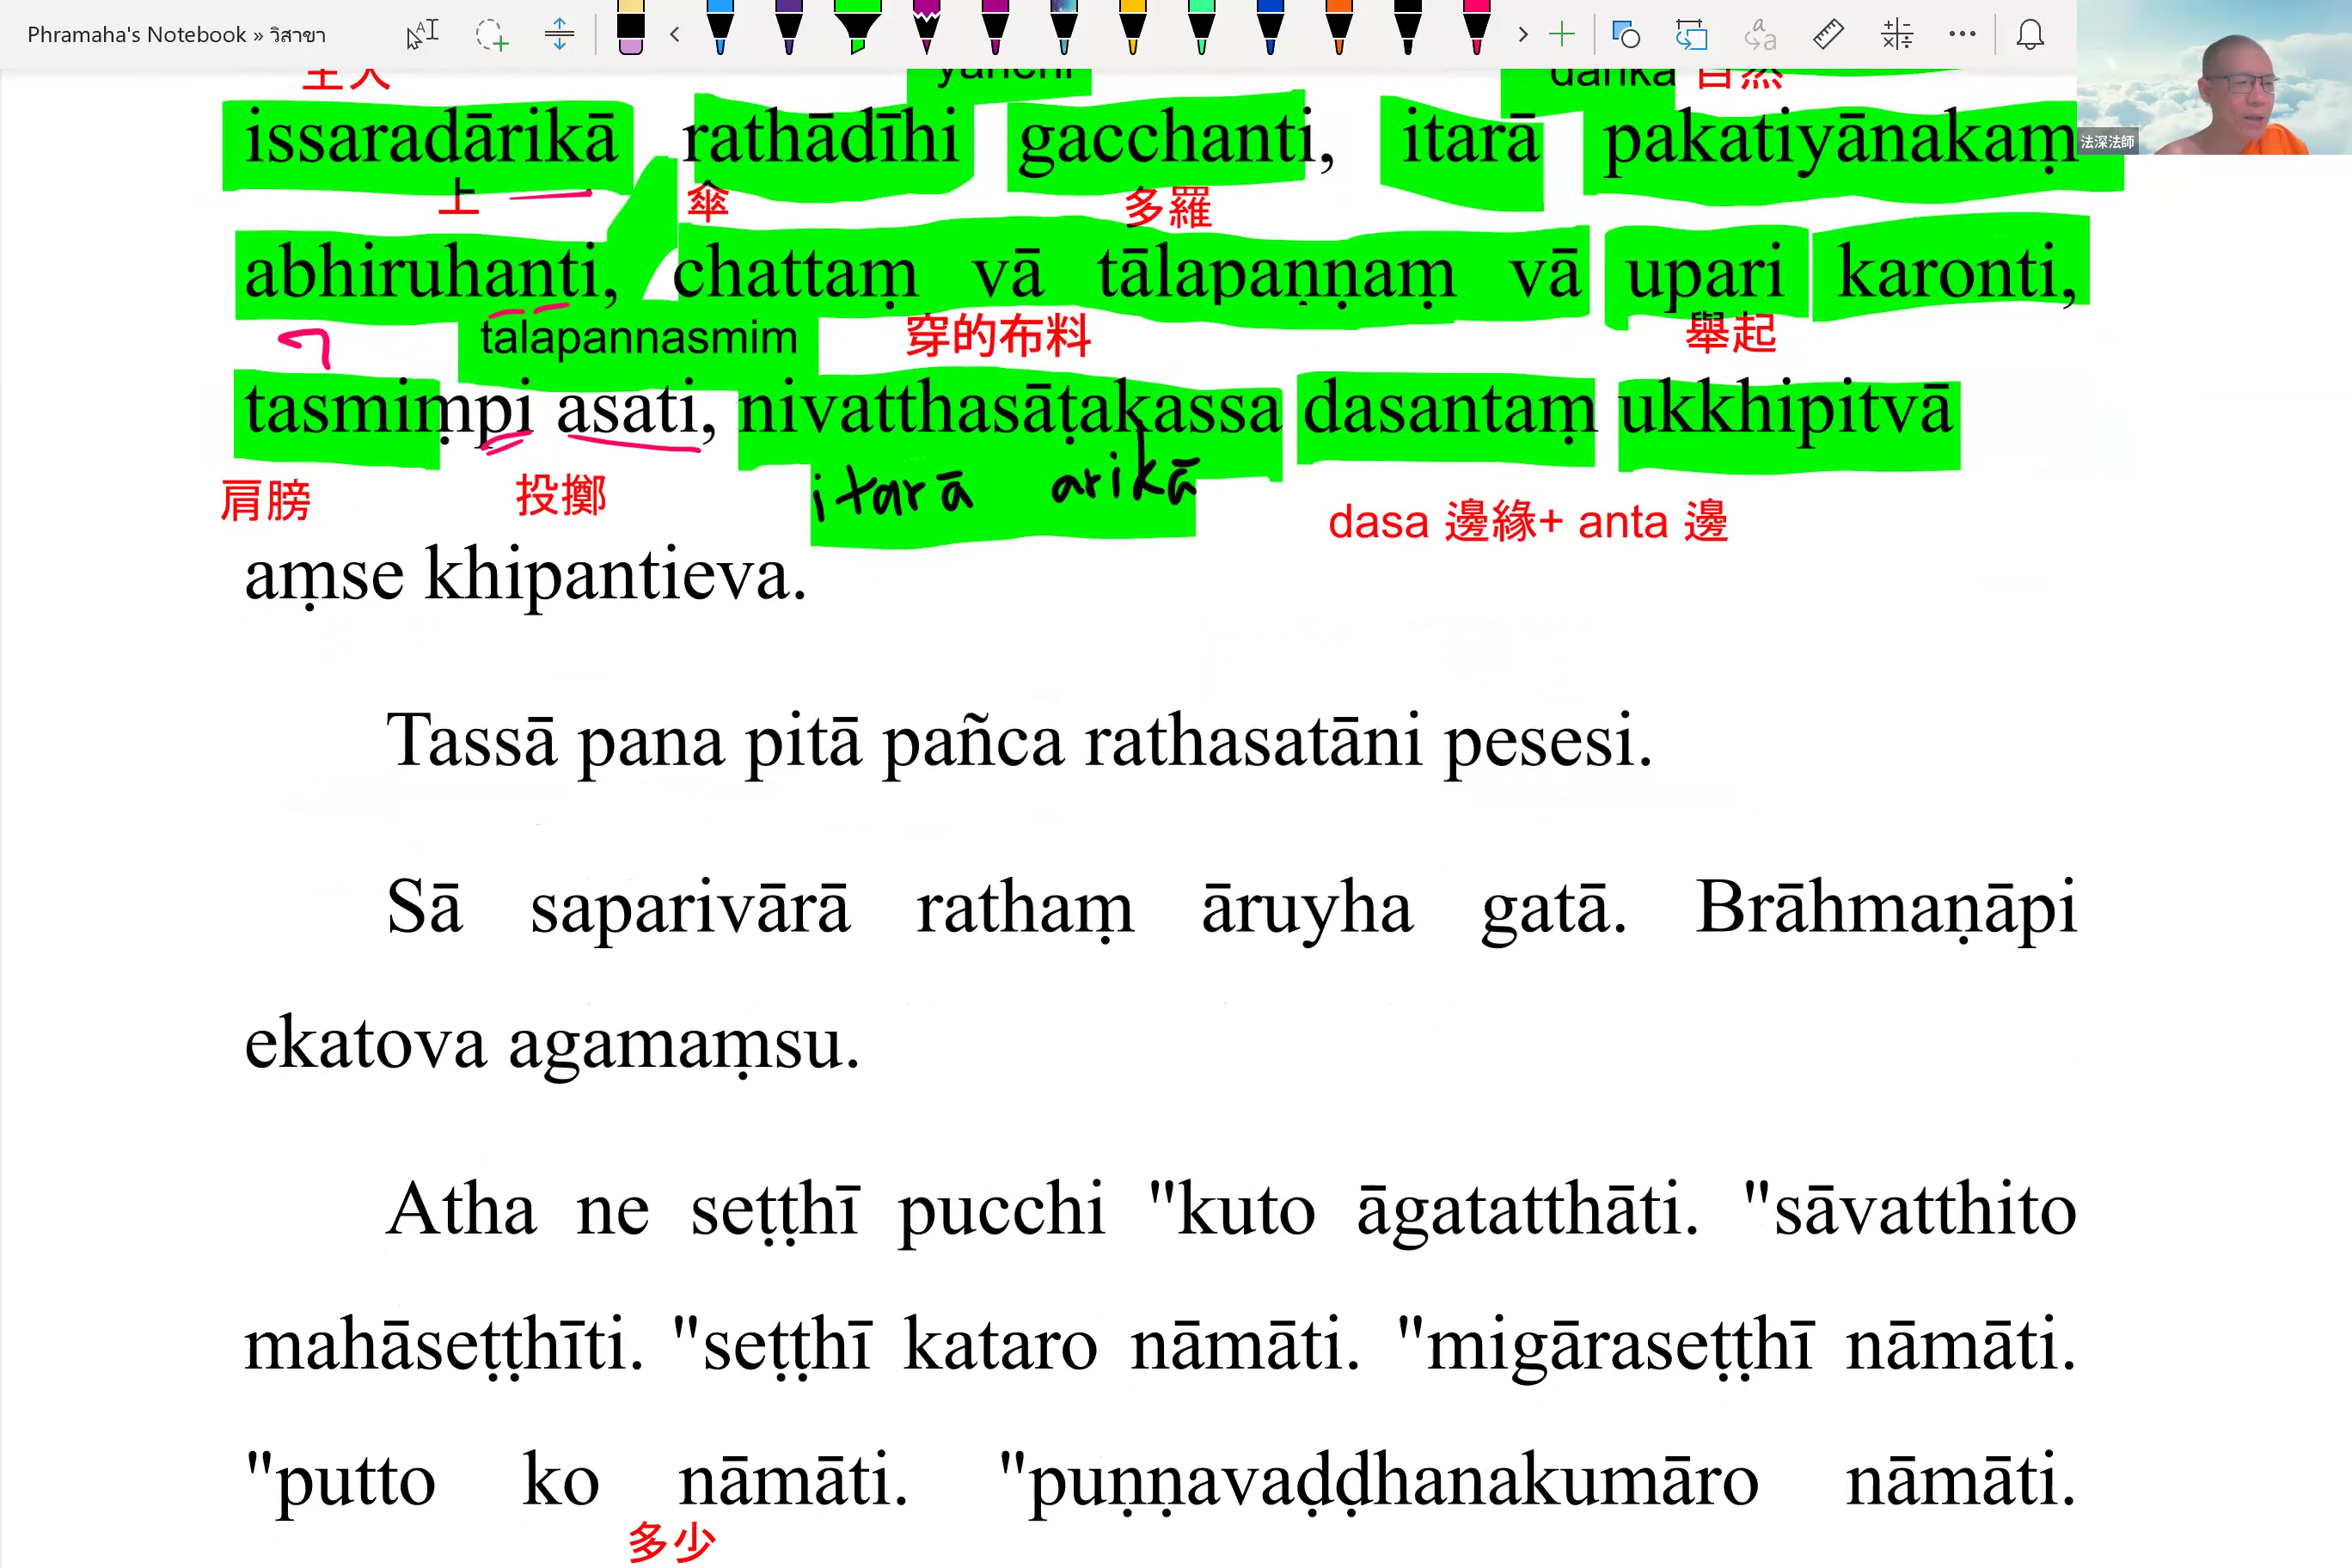 Phramaha's Notebook » วิสาขา
法深法師
issaradārikā rathādīhi gacchanti, itarā pakatiyānakaṃ
上 傘 多羅
abhiruhanti, chattaṃ vā tālapaṇṇaṃ vā upari karonti,
talapannasmim 穿的布料 舉起
tasmiṃpi asati, nivatthasāṭakassa dasantaṃ ukkhipitvā
肩膀 投擲 itarā arikā dasa 邊緣+ anta 邊
aṃse khipantieva.
Tassā pana pitā pañca rathasatāni pesesi.
Sā saparivārā rathaṃ āruyha gatā. Brāhmaṇāpi
ekatova agamaṃsu.
Atha ne seṭṭhī pucchi "kuto āgatatthāti. "sāvatthito
mahāseṭṭhīti. "seṭṭhī kataro nāmāti. "migāraseṭṭhī nāmāti.
"putto ko nāmāti. "puṇṇavaḍḍhanakumāro nāmāti.
多少